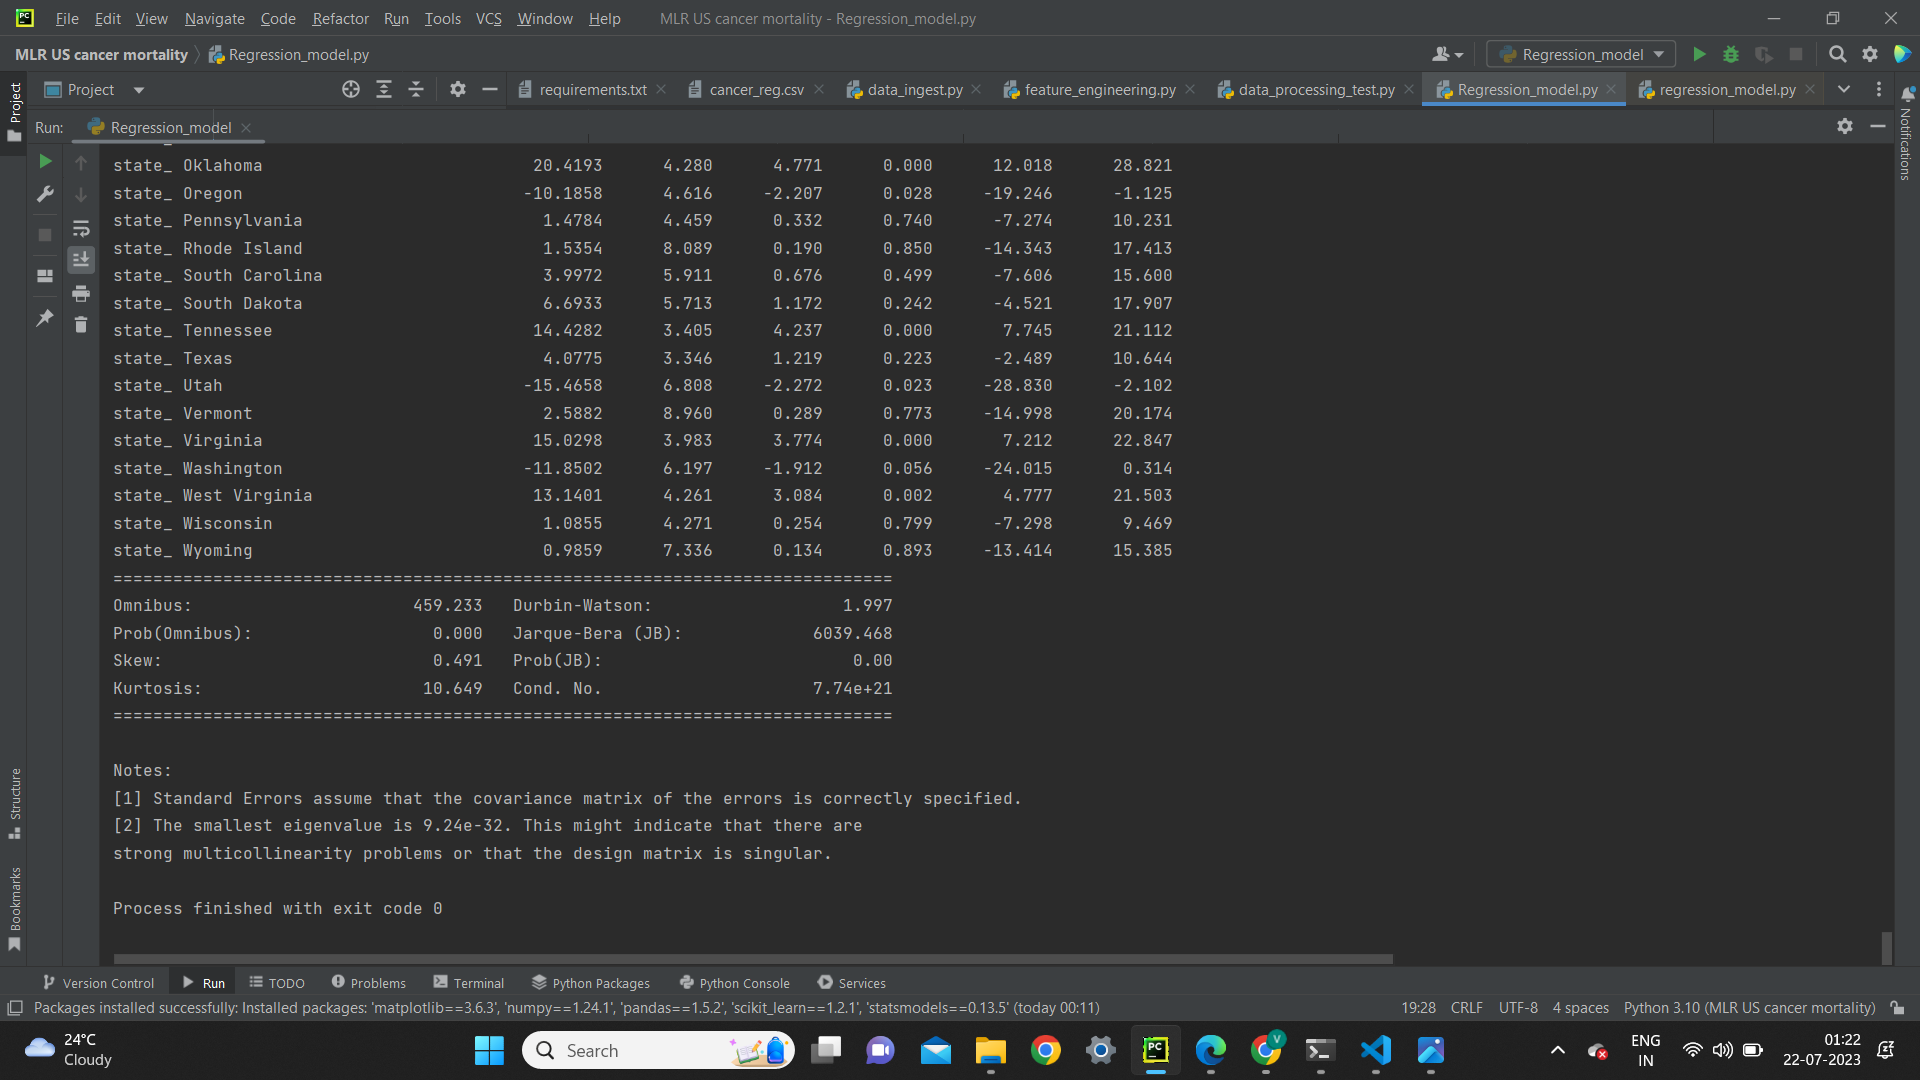 File Edit View Navigate Code Refactor Run Tools VCS Window Help MLR US cancer mortality - Regression_model.py
MLR US cancer mortality Regression_model.py Regression_model
Project Project requirements.txt cancer_reg.csv data_ingest.py feature_engineering.py data_processing_test.py Regression_model.py regression_model.py Notifications
Run: Regression_model
state_ Oklahoma 20.4193 4.280 4.771 0.000 12.018 28.821
state_ Oregon -10.1858 4.616 -2.207 0.028 -19.246 -1.125
state_ Pennsylvania 1.4784 4.459 0.332 0.740 -7.274 10.231
state_ Rhode Island 1.5354 8.089 0.190 0.850 -14.343 17.413
state_ South Carolina 3.9972 5.911 0.676 0.499 -7.606 15.600
state_ South Dakota 6.6933 5.713 1.172 0.242 -4.521 17.907
state_ Tennessee 14.4282 3.405 4.237 0.000 7.745 21.112
state_ Texas 4.0775 3.346 1.219 0.223 -2.489 10.644
state_ Utah -15.4658 6.808 -2.272 0.023 -28.830 -2.102
state_ Vermont 2.5882 8.960 0.289 0.773 -14.998 20.174
state_ Virginia 15.0298 3.983 3.774 0.000 7.212 22.847
state_ Washington -11.8502 6.197 -1.912 0.056 -24.015 0.314
state_ West Virginia 13.1401 4.261 3.084 0.002 4.777 21.503
state_ Wisconsin 1.0855 4.271 0.254 0.799 -7.298 9.469
state_ Wyoming 0.9859 7.336 0.134 0.893 -13.414 15.385
==============================================================================
Omnibus: 459.233 Durbin-Watson: 1.997
Prob(Omnibus): 0.000 Jarque-Bera (JB): 6039.468
Skew: 0.491 Prob(JB): 0.00
Kurtosis: 10.649 Cond. No. 7.74e+21
==============================================================================
Notes:
[1] Standard Errors assume that the covariance matrix of the errors is correctly specified.
[2] The smallest eigenvalue is 9.24e-32. This might indicate that there are
strong multicollinearity problems or that the design matrix is singular.
Process finished with exit code 0
Structure
Bookmarks
Version Control Run TODO Problems Terminal Python Packages Python Console Services
Packages installed successfully: Installed packages: 'matplotlib==3.6.3', 'numpy==1.24.1', 'pandas==1.5.2', 'scikit_learn==1.2.1', 'statsmodels==0.13.5' (today 00:11) 19:28 CRLF UTF-8 4 spaces Python 3.10 (MLR US cancer mortality)
24°C
Cloudy
Search
PC
V
ENG
IN
01:22
22-07-2023